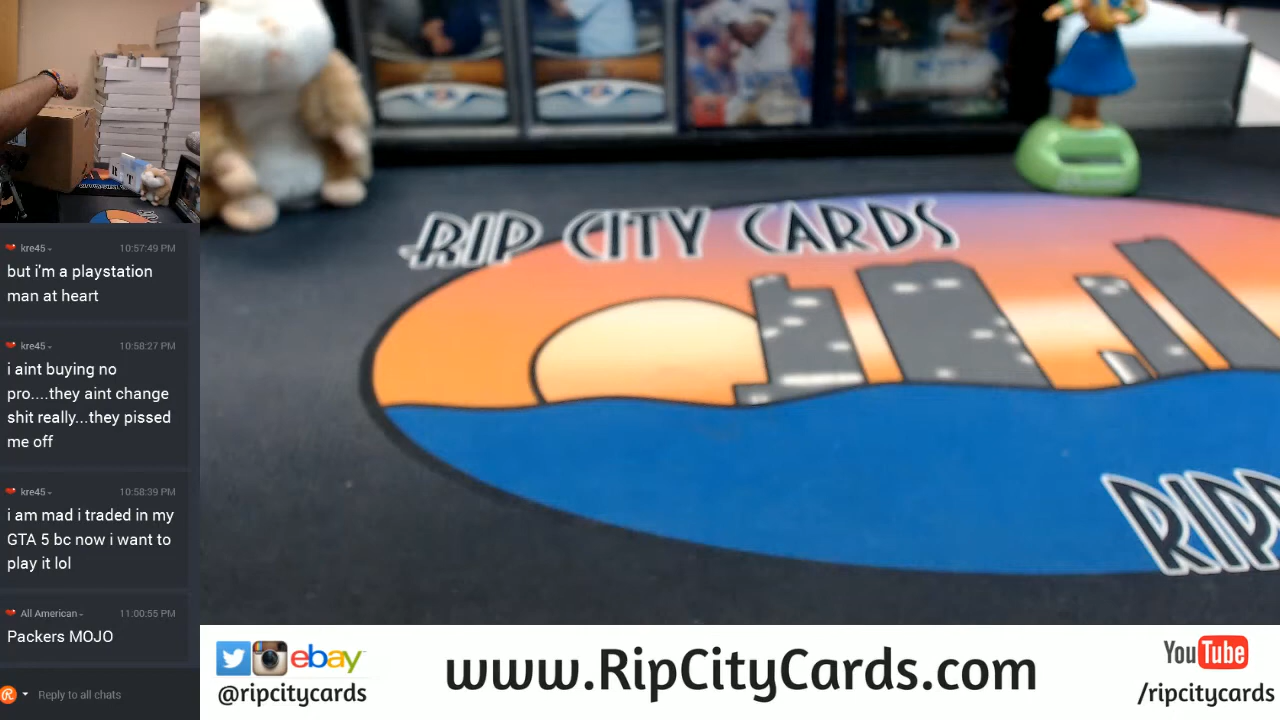 kre45
10:57:49 PM
but i'm a playstation
man at heart
kre45
10:58:27 PM
i aint buying no
pro....they aint change
shit really...they pissed
me off
kre45
10:58:39 PM
i am mad i traded in my
GTA 5 bc now i want to
play it lol
All American
11:00:55 PM
Packers MOJO
Reply to all chats
RIP CITY CARDS
ebay
@ripcitycards
www.RipCityCards.com
YouTube
/ripcitycards